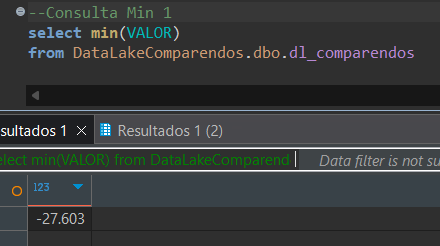 --Consulta Min 1
select min(VALOR)
from DataLakeComparendos.dbo.dl_comparendos
sultados 1
Resultados 1 (2)
elect min(VALOR) from DataLakeComparend
Data filter is not su
123
-27.603